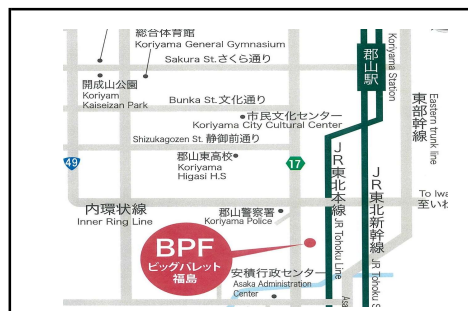 総合体育館
Koriyama General Gymnasium
Sakura St. さくら通り
郡山駅
Koriyama Station
開成山公園
Koriyam
Kaiseizan Park
Bunka St. 文化通り
市民文化センター
Koriyama City Cultural Center
東部幹線
Eastern trunk line
Shizukagozen St. 静御前通り
49
郡山東高校
Koriyama
Higasi H.S
17
JR東北本線
JR Tohoku Line
JR東北新幹線
JR Tohoku S
To Iwa
至いわ
内環状線
Inner Ring Line
郡山警察署
Koriyama Police
BPF
ビッグパレット
福島
安積行政センター
Asaka Administration
Center
Asa